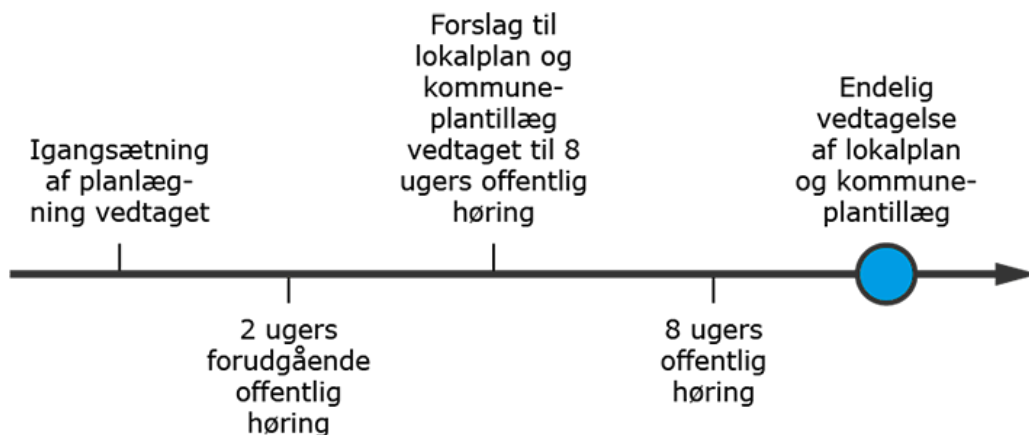 Igangsætning
af planlæg-
ning vedtaget
2 ugers
forudgående
offentlig
høring
Forslag til
lokalplan og
kommune-
plantillæg
vedtaget til 8
ugers offentlig
høring
8 ugers
offentlig
høring
Endelig
vedtagelse
af lokalplan
og kommune-
plantillæg